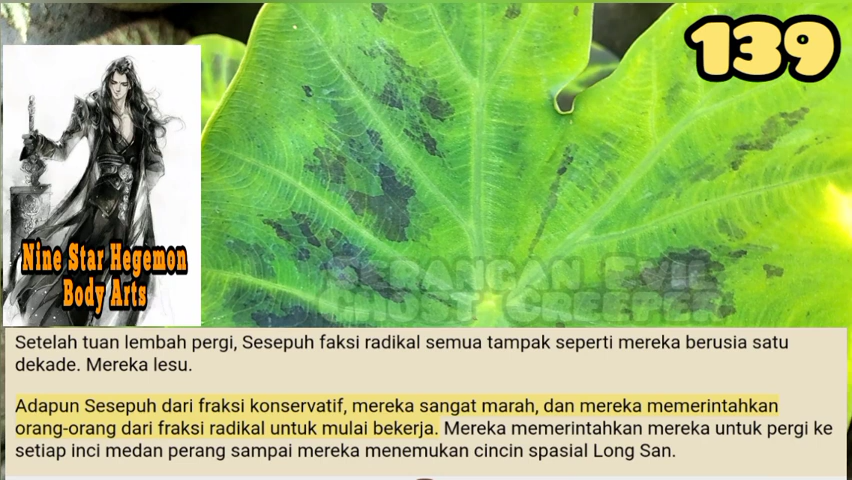 139
Nine Star Hegemon
Body Arts
Serangan Evil
Ghost Creeper
Setelah tuan lembah pergi, Sesepuh faksi radikal semua tampak seperti mereka berusia satu
dekade. Mereka lesu.
Adapun Sesepuh dari fraksi konservatif, mereka sangat marah, dan mereka memerintahkan
orang-orang dari fraksi radikal untuk mulai bekerja. Mereka memerintahkan mereka untuk pergi ke
setiap inci medan perang sampai mereka menemukan cincin spasial Long San.